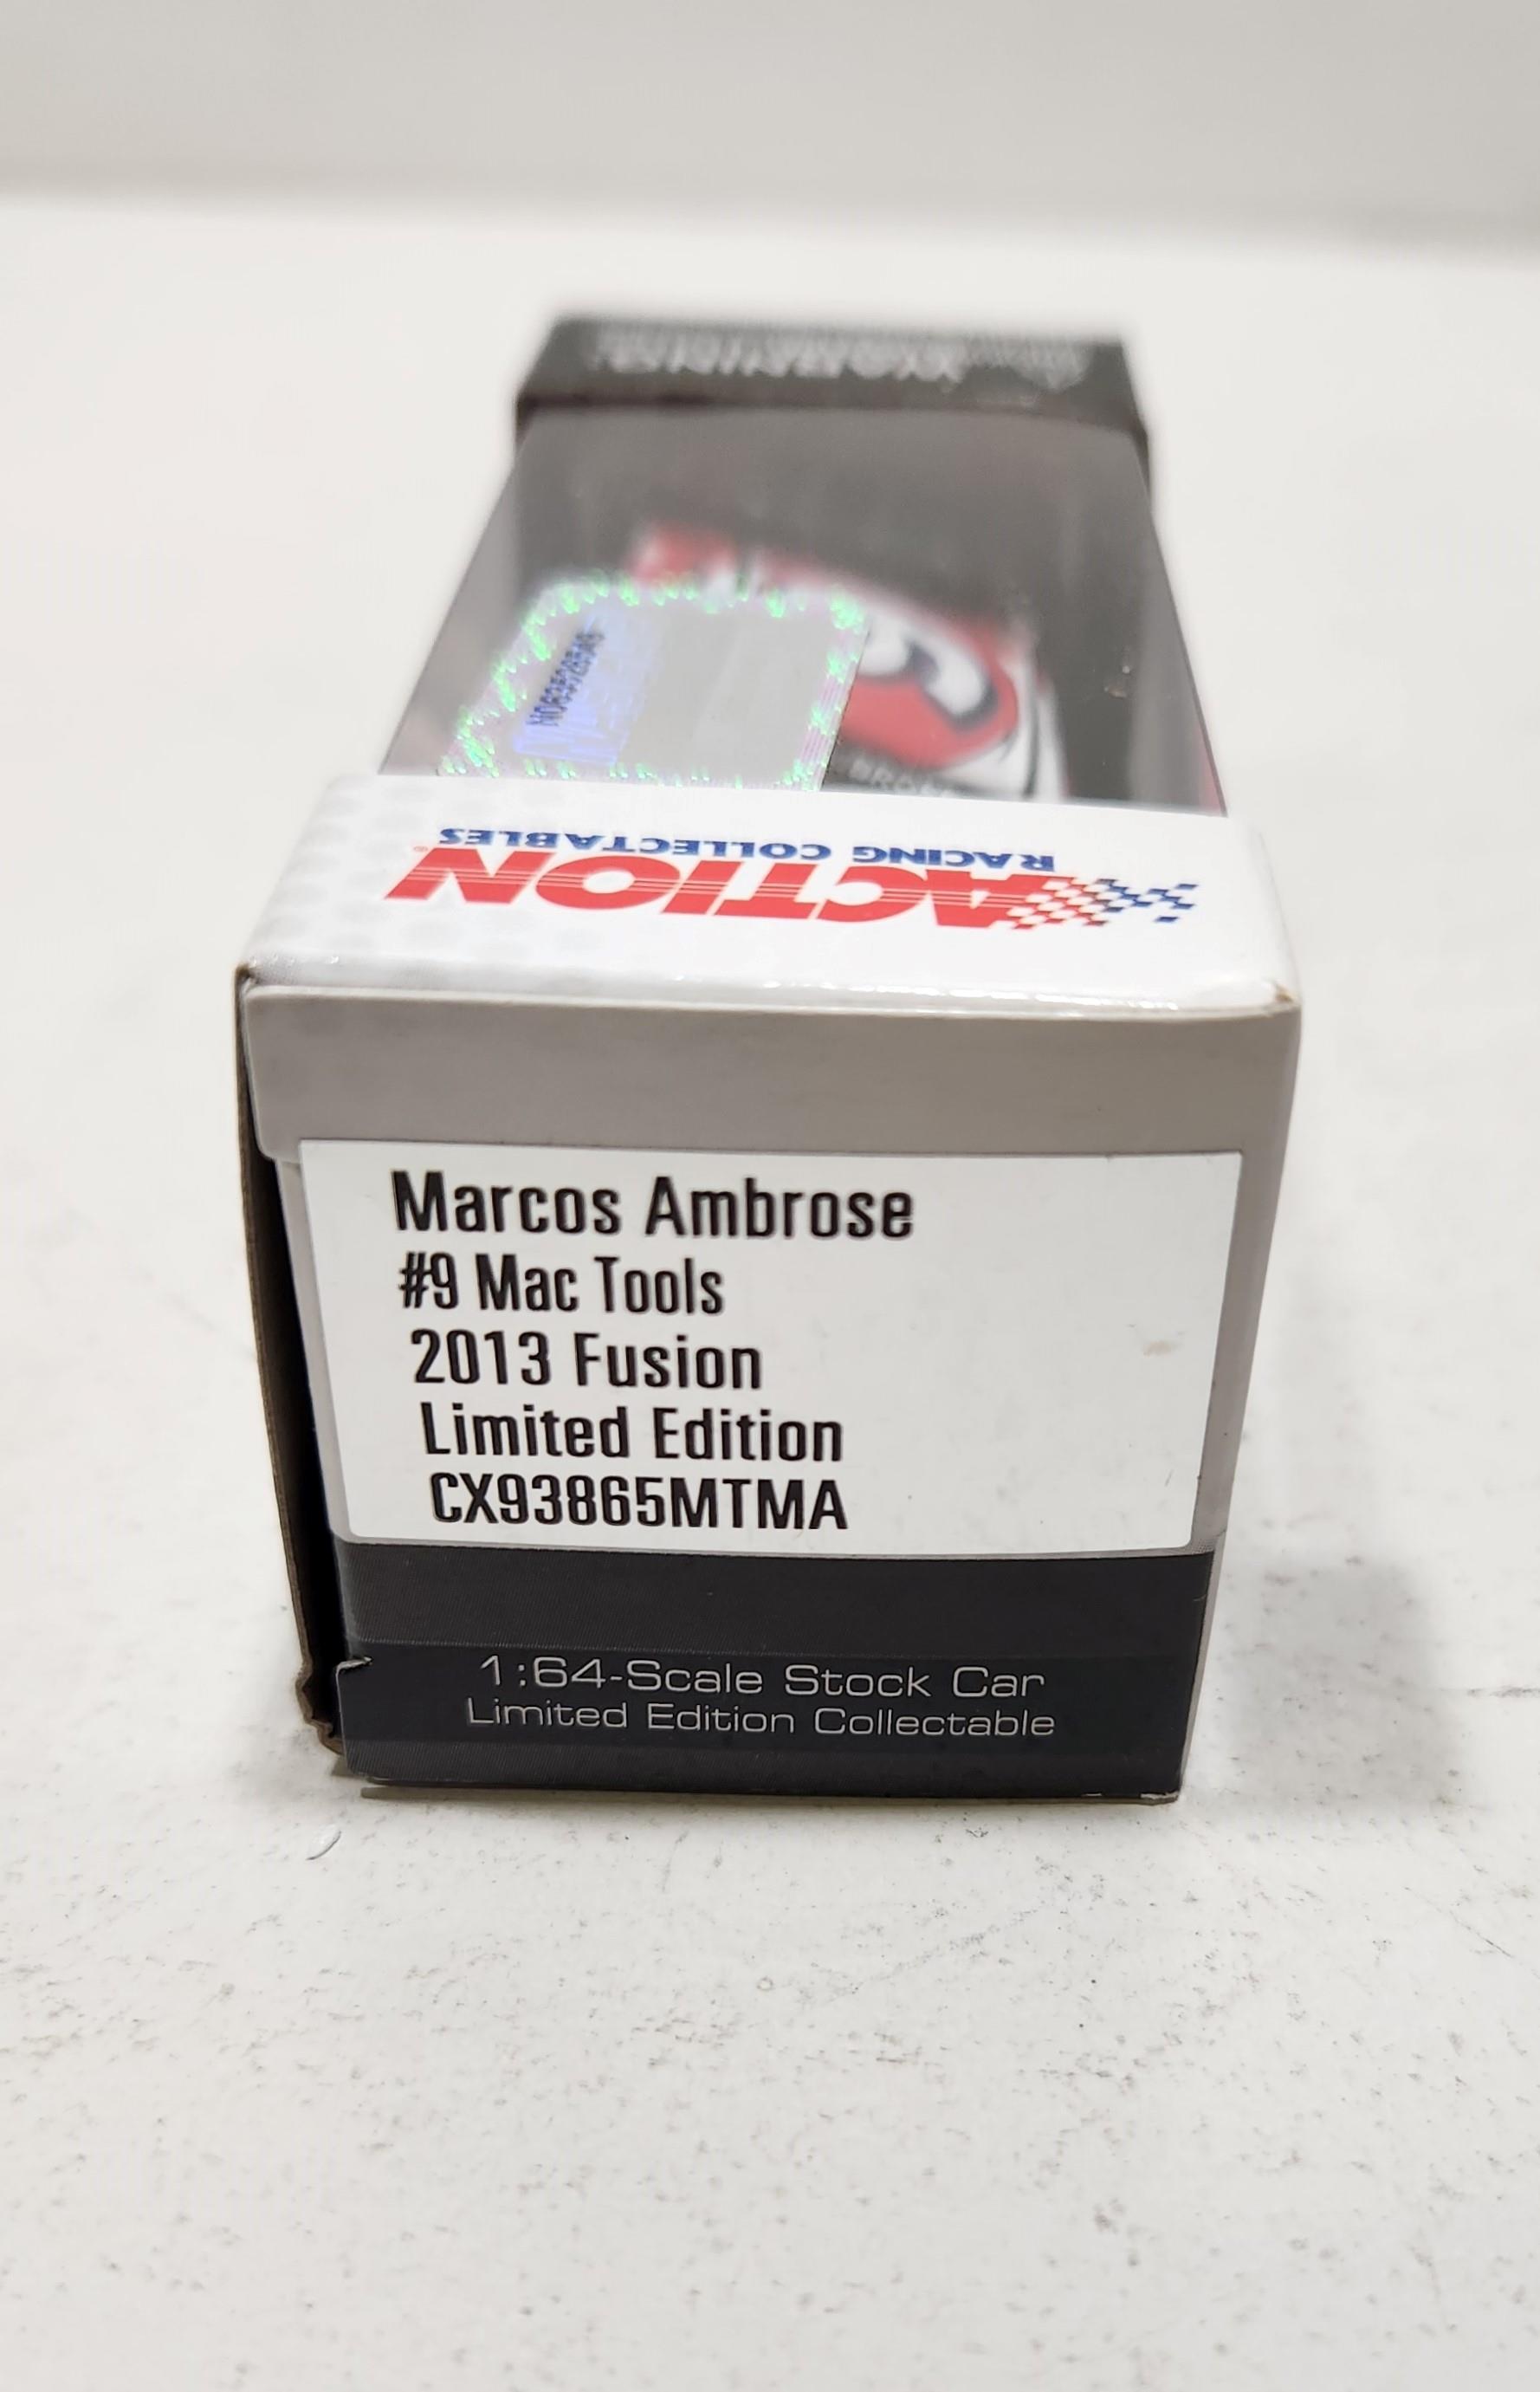 WARNING:
ACTION®
RACING COLLECTABLES
Marcos Ambrose
#9 Mac Tools
2013 Fusion
Limited Edition
CX93865MTMA
1:64-Scale Stock Car
Limited Edition Collectable